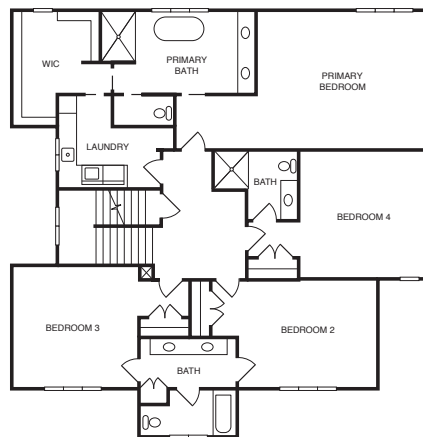 PRIMARY
BATH
WIC
PRIMARY
BEDROOM
LAUNDRY
BATH
BEDROOM 4
BEDROOM 3
BEDROOM 2
BATH